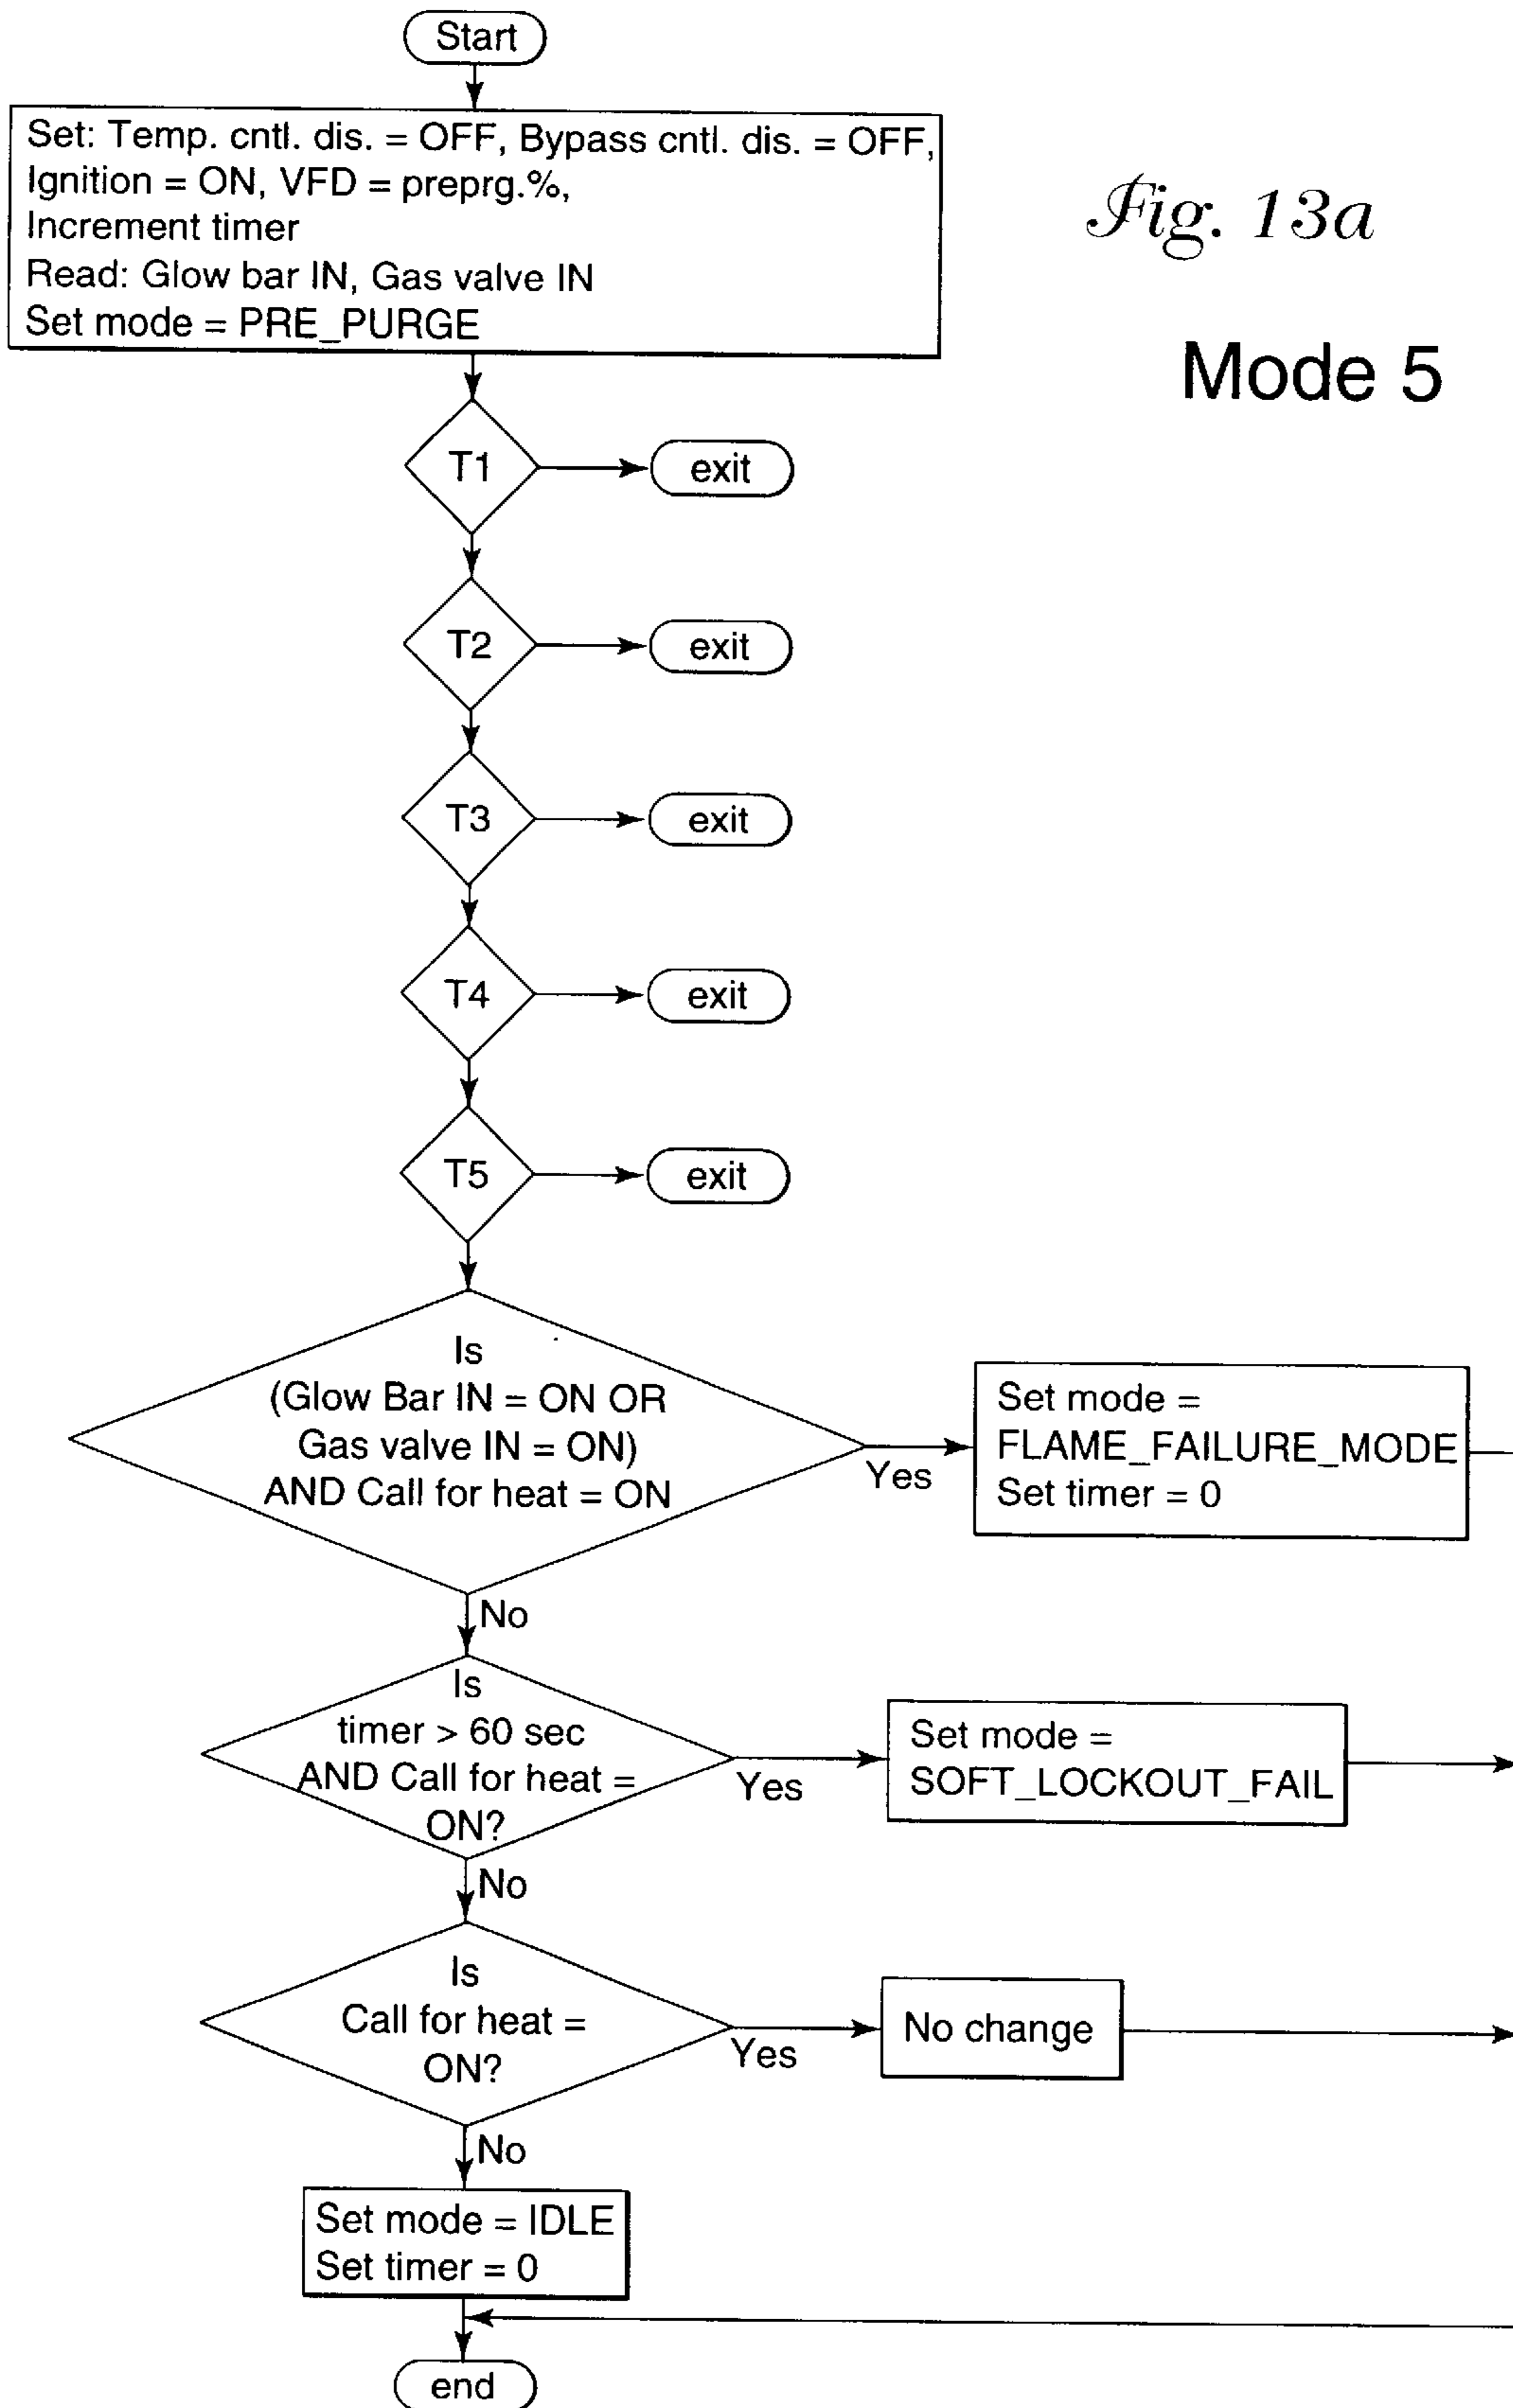 Start
Set: Temp. cntl. dis. = OFF, Bypass cntl. dis. = OFF,
Ignition = ON, VFD = preprg.%,
Increment timer
Read: Glow bar IN, Gas valve IN
Set mode = PRE_PURGE
Fig. 13a
Mode 5
T1
exit
T2
exit
T3
exit
T4
exit
T5
exit
Is
(Glow Bar IN = ON OR
Gas valve IN = ON)
AND Call for heat = ON
Yes
Set mode =
FLAME_FAILURE_MODE
Set timer = 0
No
Is
timer > 60 sec
AND Call for heat =
ON?
Yes
Set mode =
SOFT_LOCKOUT_FAIL
No
Is
Call for heat =
ON?
Yes
No change
No
Set mode = IDLE
Set timer = 0
end